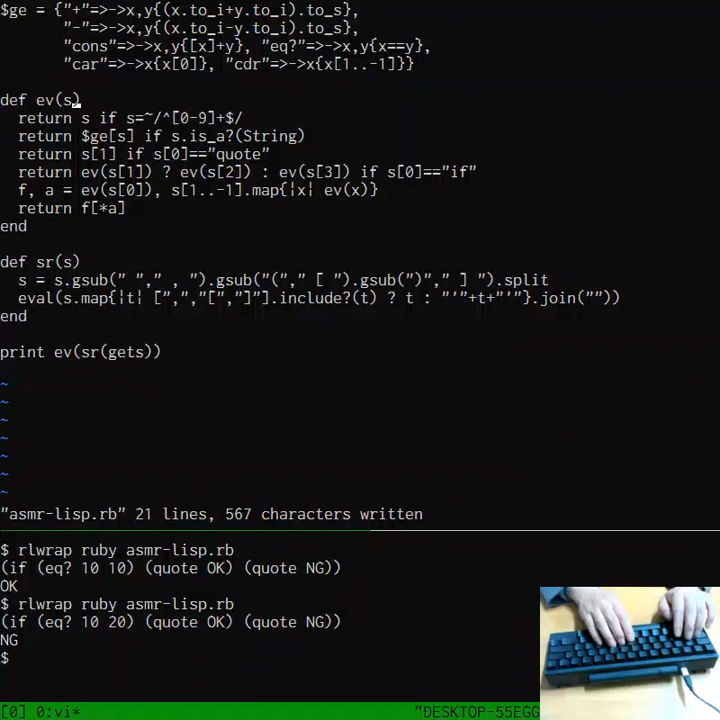 $ge = {"+"=>->x,y{(x.to_i+y.to_i).to_s},
"-"=>->x,y{(x.to_i-y.to_i).to_s},
"cons"=>->x,y{[x]+y}, "eq?"=>->x,y{x==y},
"car"=>->x{x[0]}, "cdr"=>->x{x[1..-1]}}
def ev(s)
return s if s=~/^[0-9]+$/
return $ge[s] if s.is_a?(String)
return s[1] if s[0]=="quote"
return ev(s[1]) ? ev(s[2]) : ev(s[3]) if s[0]=="if"
f, a = ev(s[0]), s[1..-1].map{|x| ev(x)}
return f[*a]
end
def sr(s)
s = s.gsub(" "," , ").gsub("("," [ ").gsub(")"," ] ").split
eval(s.map{|t| [",","[","]"].include?(t) ? t : "'"+t+"'"}.join(""))
end
print ev(sr(gets))
~
~
~
~
~
~
~
"asmr-lisp.rb" 21 lines, 567 characters written
$ rlwrap ruby asmr-lisp.rb
(if (eq? 10 10) (quote OK) (quote NG))
OK
$ rlwrap ruby asmr-lisp.rb
(if (eq? 10 20) (quote OK) (quote NG))
NG
$
[0] 0:vi* "DESKTOP-55EGG